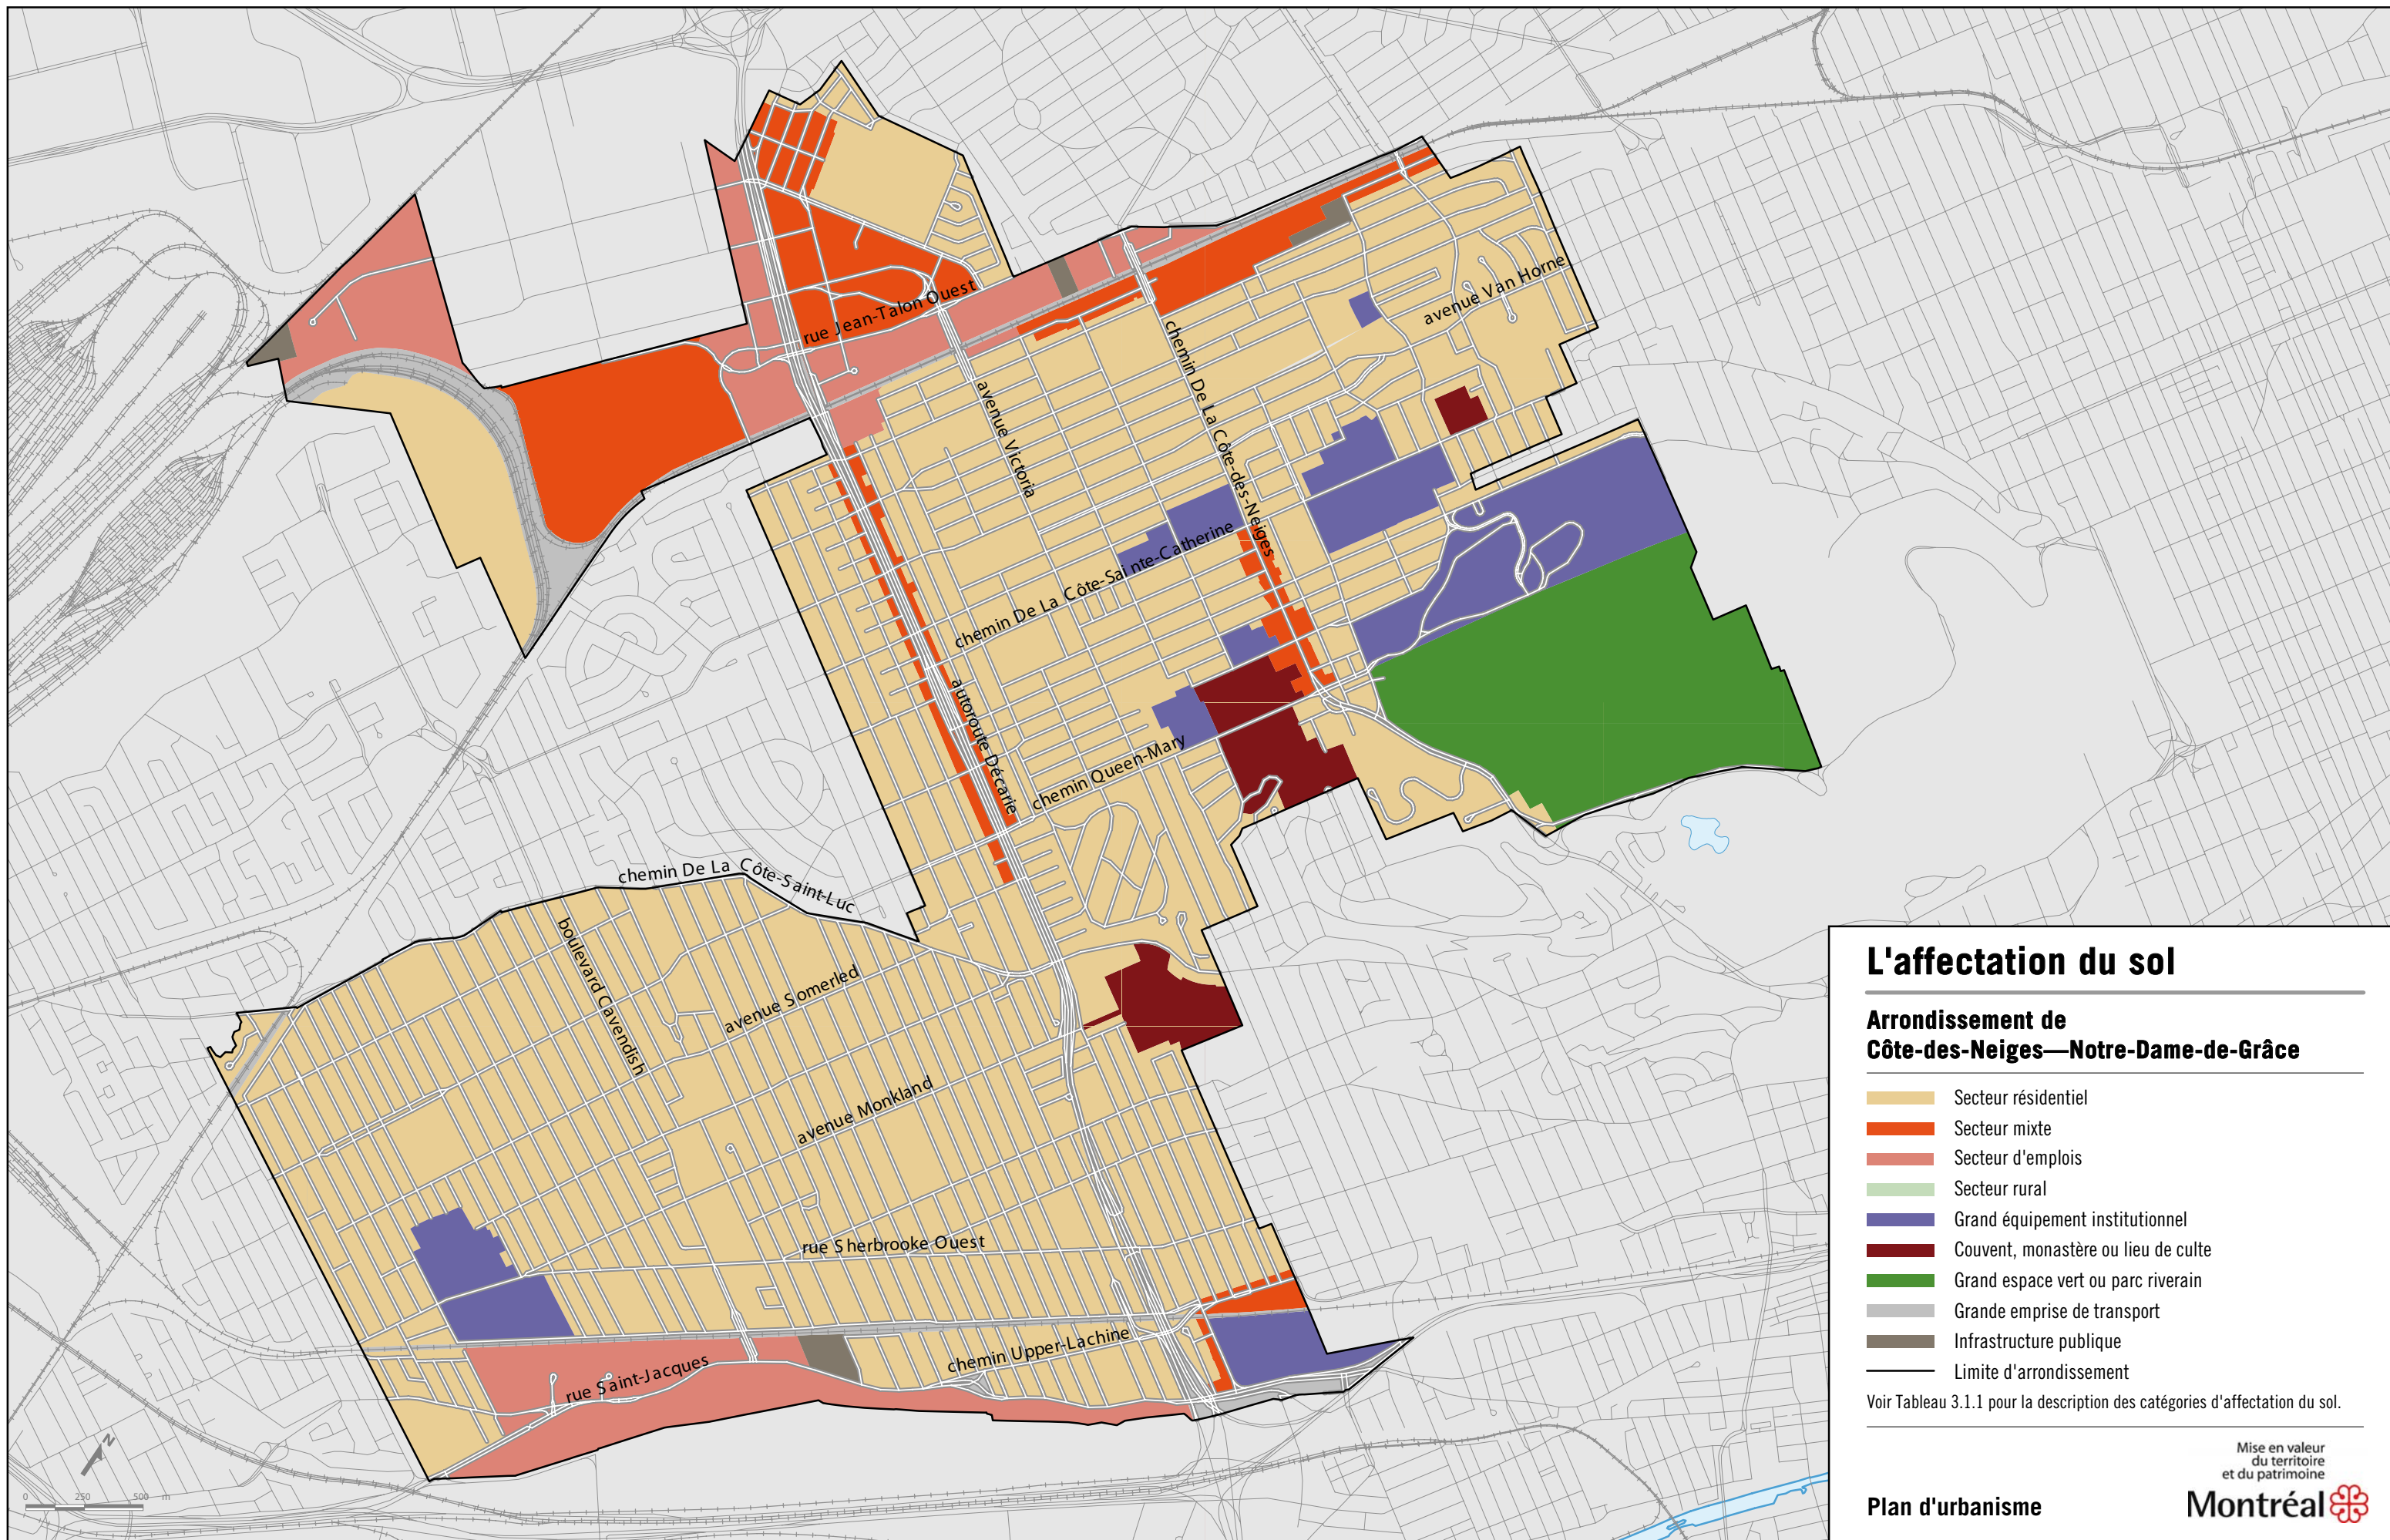 rue Jean-Talon Ouest
avenue Van Horne
avenue Victoria
chemin De La Côte-des-Neiges
chemin De La Côte-Sainte-Catherine
autoroute Décarie
chemin Queen-Mary
chemin De La Côte-Saint-Luc
boulevard Cavendish
avenue Somerled
avenue Monkland
rue Sherbrooke Ouest
chemin Upper-Lachine
rue Saint-Jacques
N
0 250 500 m
L'affectation du sol
Arrondissement de
Côte-des-Neiges—Notre-Dame-de-Grâce
Secteur résidentiel
Secteur mixte
Secteur d'emplois
Secteur rural
Grand équipement institutionnel
Couvent, monastère ou lieu de culte
Grand espace vert ou parc riverain
Grande emprise de transport
Infrastructure publique
Limite d'arrondissement
Voir Tableau 3.1.1 pour la description des catégories d'affectation du sol.
Mise en valeur
du territoire
et du patrimoine
Plan d'urbanisme
Montréal